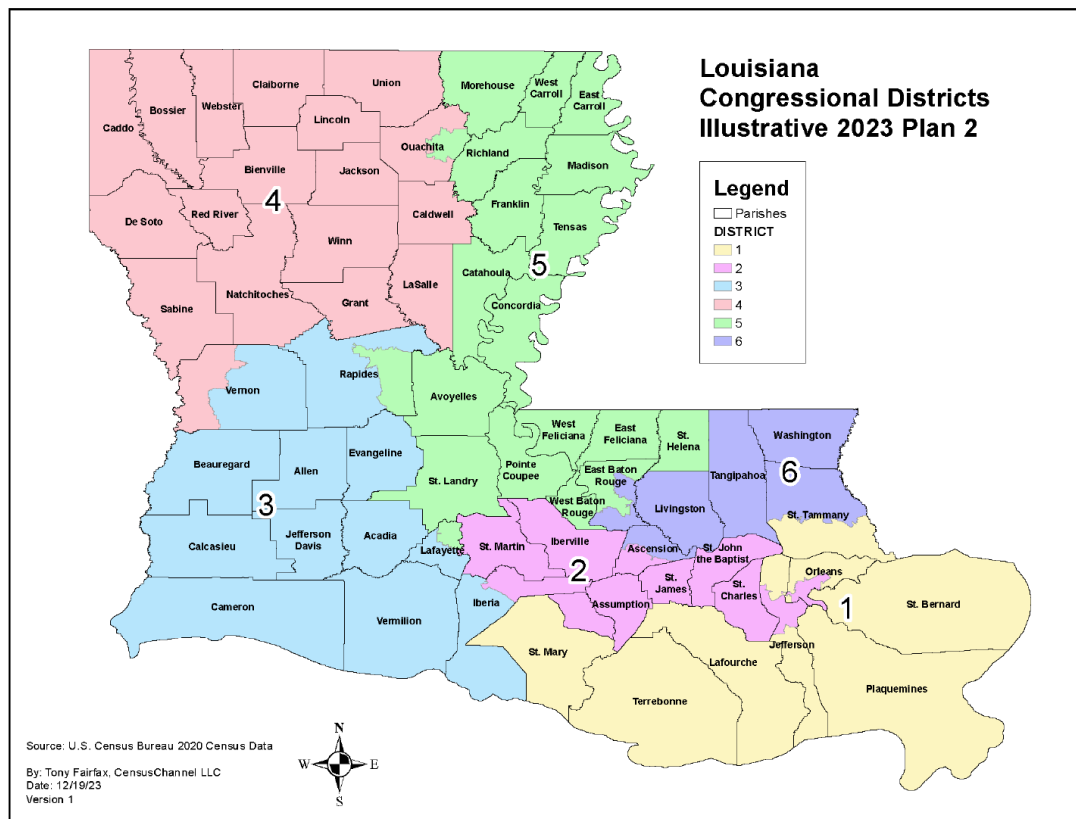 Louisiana
Congressional Districts
Illustrative 2023 Plan 2
Legend
Parishes
DISTRICT
1
2
3
4
5
6
Claiborne
Union
Morehouse
West
Carroll
East
Carroll
Caddo
Bossier
Webster
Lincoln
Ouachita
Richland
Madison
Bienville
Jackson
Franklin
4
De Soto
Red River
Caldwell
Tensas
Winn
5
Catahoula
LaSalle
Natchitoches
Grant
Concordia
Sabine
Rapides
Vernon
Avoyelles
West
Feliciana
East
Feliciana
St.
Helena
Washington
Beauregard
Allen
Evangeline
Pointe
Coupee
East Baton
Rouge
Tangipahoa
6
St. Landry
3
West Baton
Rouge
Livingston
St. Tammany
Calcasieu
Jefferson
Davis
Acadia
Lafayette
St. Martin
Iberville
Ascension
St. John
the Baptist
Orleans
2
St.
James
St.
Charles
Cameron
Vermilion
Iberia
Assumption
1
St. Bernard
St. Mary
Jefferson
Lafourche
Plaquemines
Terrebonne
Source: U.S. Census Bureau 2020 Census Data
By: Tony Fairfax, CensusChannel LLC
Date: 12/19/23
Version 1
N
W
E
S